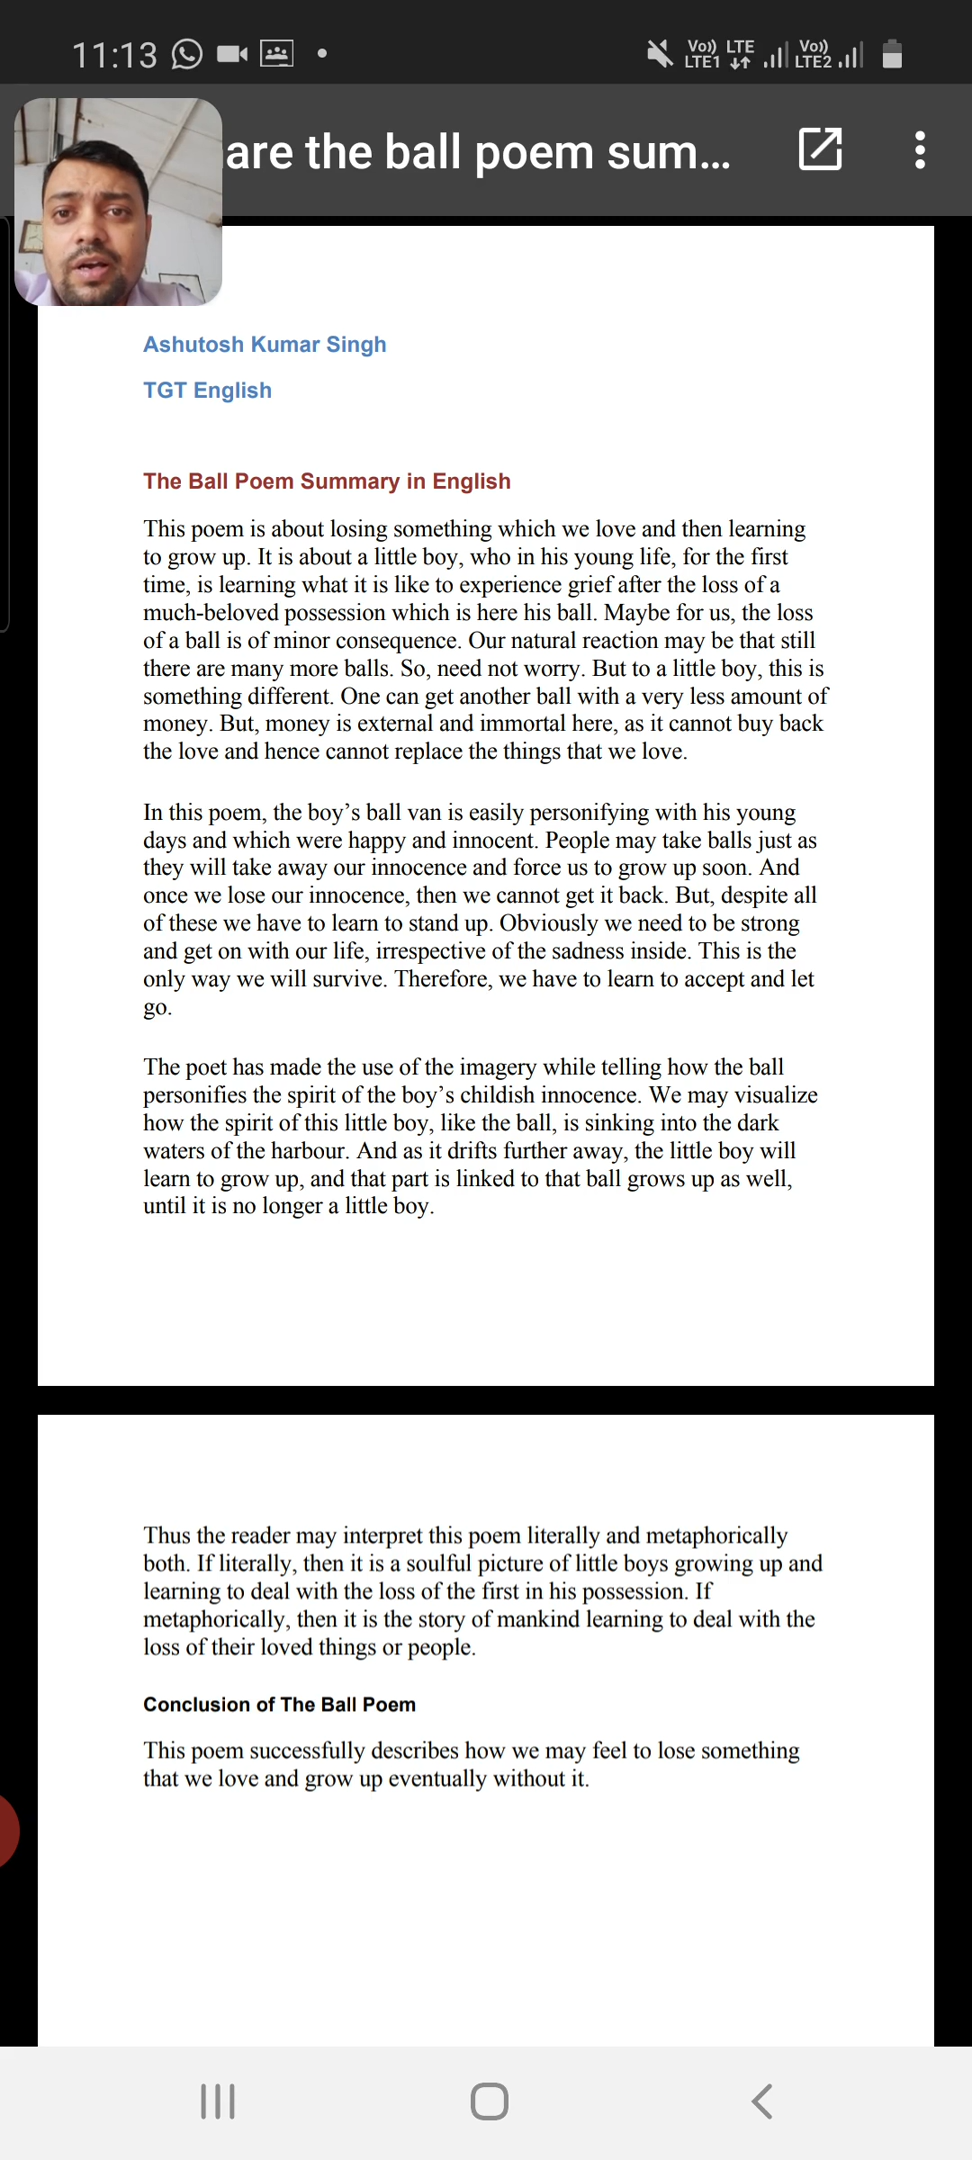 11:13
Vo)) LTE Vo))
LTE1 LTE2
are the ball poem sum...
Ashutosh Kumar Singh
TGT English
The Ball Poem Summary in English
This poem is about losing something which we love and then learning
to grow up. It is about a little boy, who in his young life, for the first
time, is learning what it is like to experience grief after the loss of a
much-beloved possession which is here his ball. Maybe for us, the loss
of a ball is of minor consequence. Our natural reaction may be that still
there are many more balls. So, need not worry. But to a little boy, this is
something different. One can get another ball with a very less amount of
money. But, money is external and immortal here, as it cannot buy back
the love and hence cannot replace the things that we love.
In this poem, the boy’s ball van is easily personifying with his young
days and which were happy and innocent. People may take balls just as
they will take away our innocence and force us to grow up soon. And
once we lose our innocence, then we cannot get it back. But, despite all
of these we have to learn to stand up. Obviously we need to be strong
and get on with our life, irrespective of the sadness inside. This is the
only way we will survive. Therefore, we have to learn to accept and let
go.
The poet has made the use of the imagery while telling how the ball
personifies the spirit of the boy’s childish innocence. We may visualize
how the spirit of this little boy, like the ball, is sinking into the dark
waters of the harbour. And as it drifts further away, the little boy will
learn to grow up, and that part is linked to that ball grows up as well,
until it is no longer a little boy.
Thus the reader may interpret this poem literally and metaphorically
both. If literally, then it is a soulful picture of little boys growing up and
learning to deal with the loss of the first in his possession. If
metaphorically, then it is the story of mankind learning to deal with the
loss of their loved things or people.
Conclusion of The Ball Poem
This poem successfully describes how we may feel to lose something
that we love and grow up eventually without it.